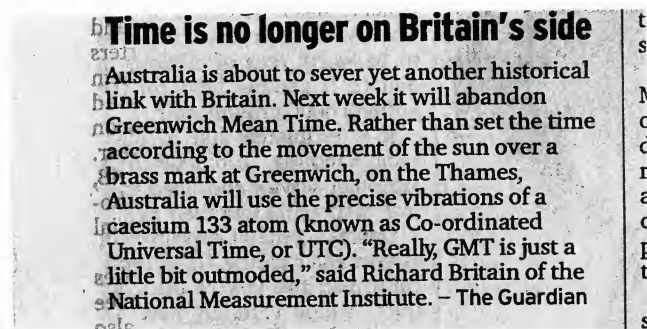 Time is no longer on Britain's side
Australia is about to sever yet another historical
link with Britain. Next week it will abandon
Greenwich Mean Time. Rather than set the time
according to the movement of the sun over a
brass mark at Greenwich, on the Thames,
Australia will use the precise vibrations of a
caesium 133 atom (known as Co-ordinated
Universal Time, or UTC). “Really, GMT is just a
little bit outmoded,” said Richard Britain of the
National Measurement Institute. – The Guardian